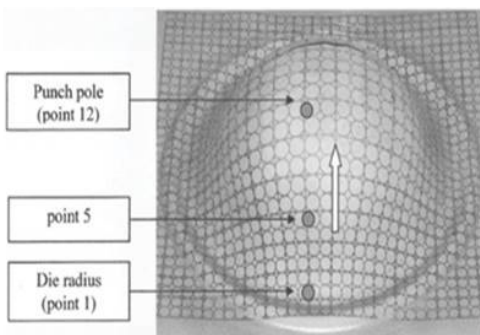 Punch pole
(point 12)
point 5
Die radius
(point 1)